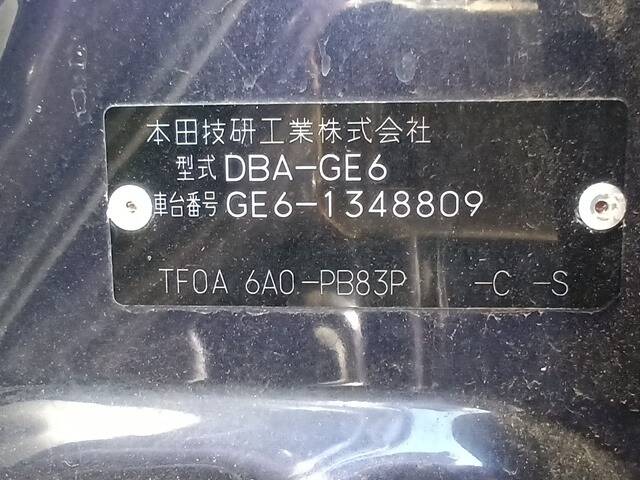 本田技研工業株式会社
型式 DBA-GE6
車台番号 GE6-1348809
TF0A 6A0-PB83P -C -S